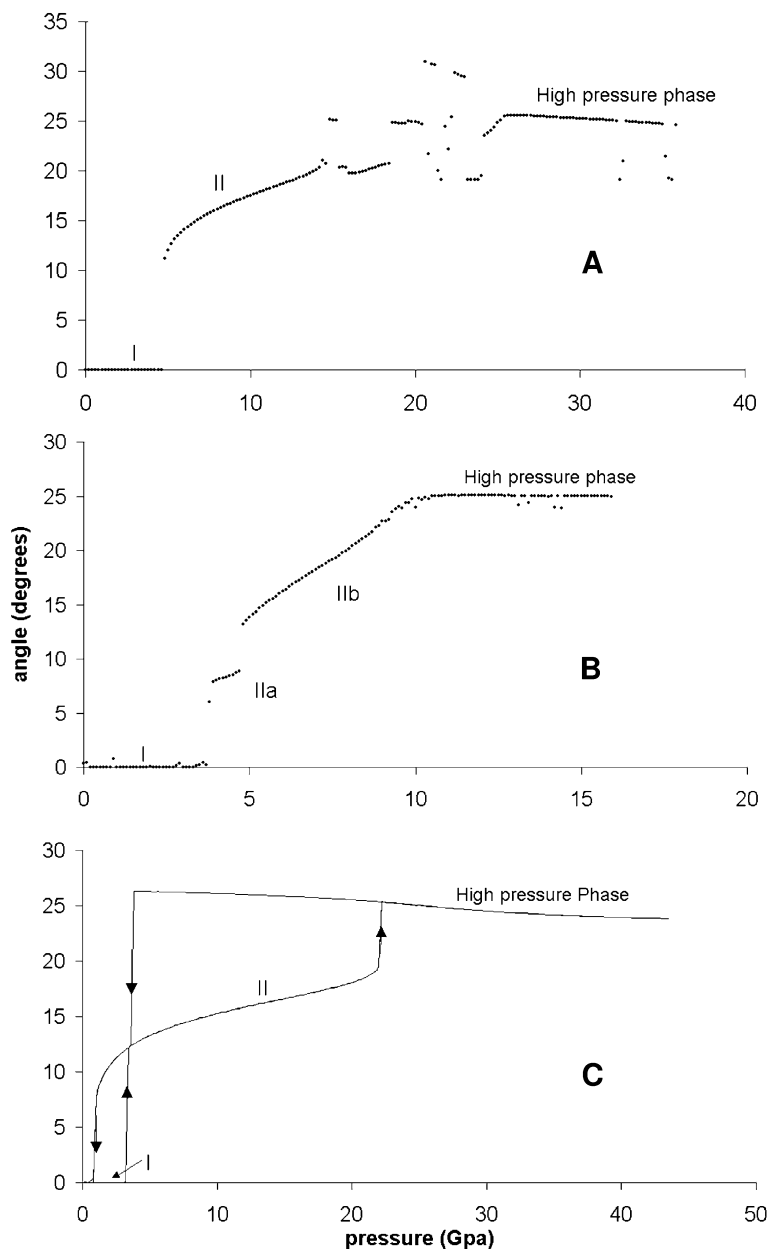 35
30
High pressure phase
25
20
II
15
A
10
5
I
0
0 10 20 30 40
30
High pressure phase
25
20
IIb
15
10
B
IIa
5
I
0
0 5 10 15 20
angle (degrees)
30
High pressure Phase
25
20
II
15
10
C
5
I
0
0 10 20 30 40 50
pressure (Gpa)